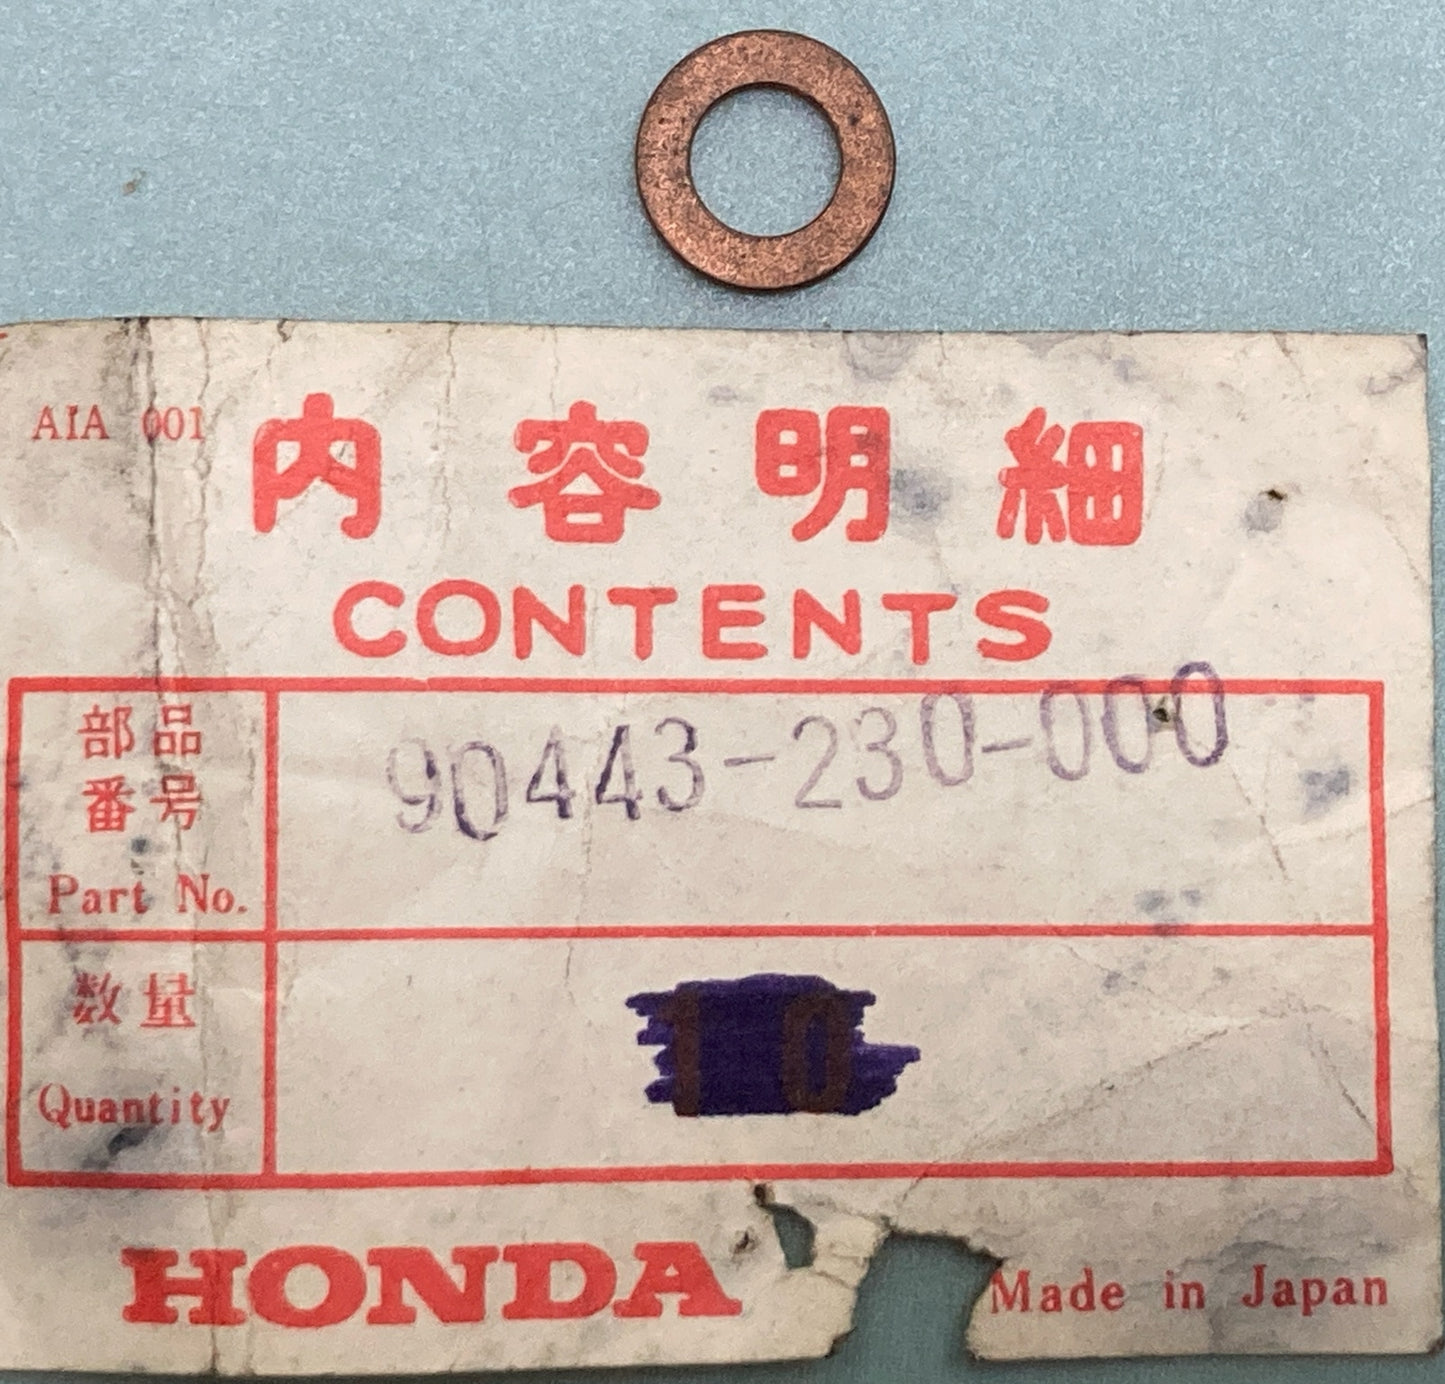 AIA 001
内容明細
CONTENTS
部品
番号
Part No.
90443-230-000
数量
Quantity
10
HONDA
Made in Japan